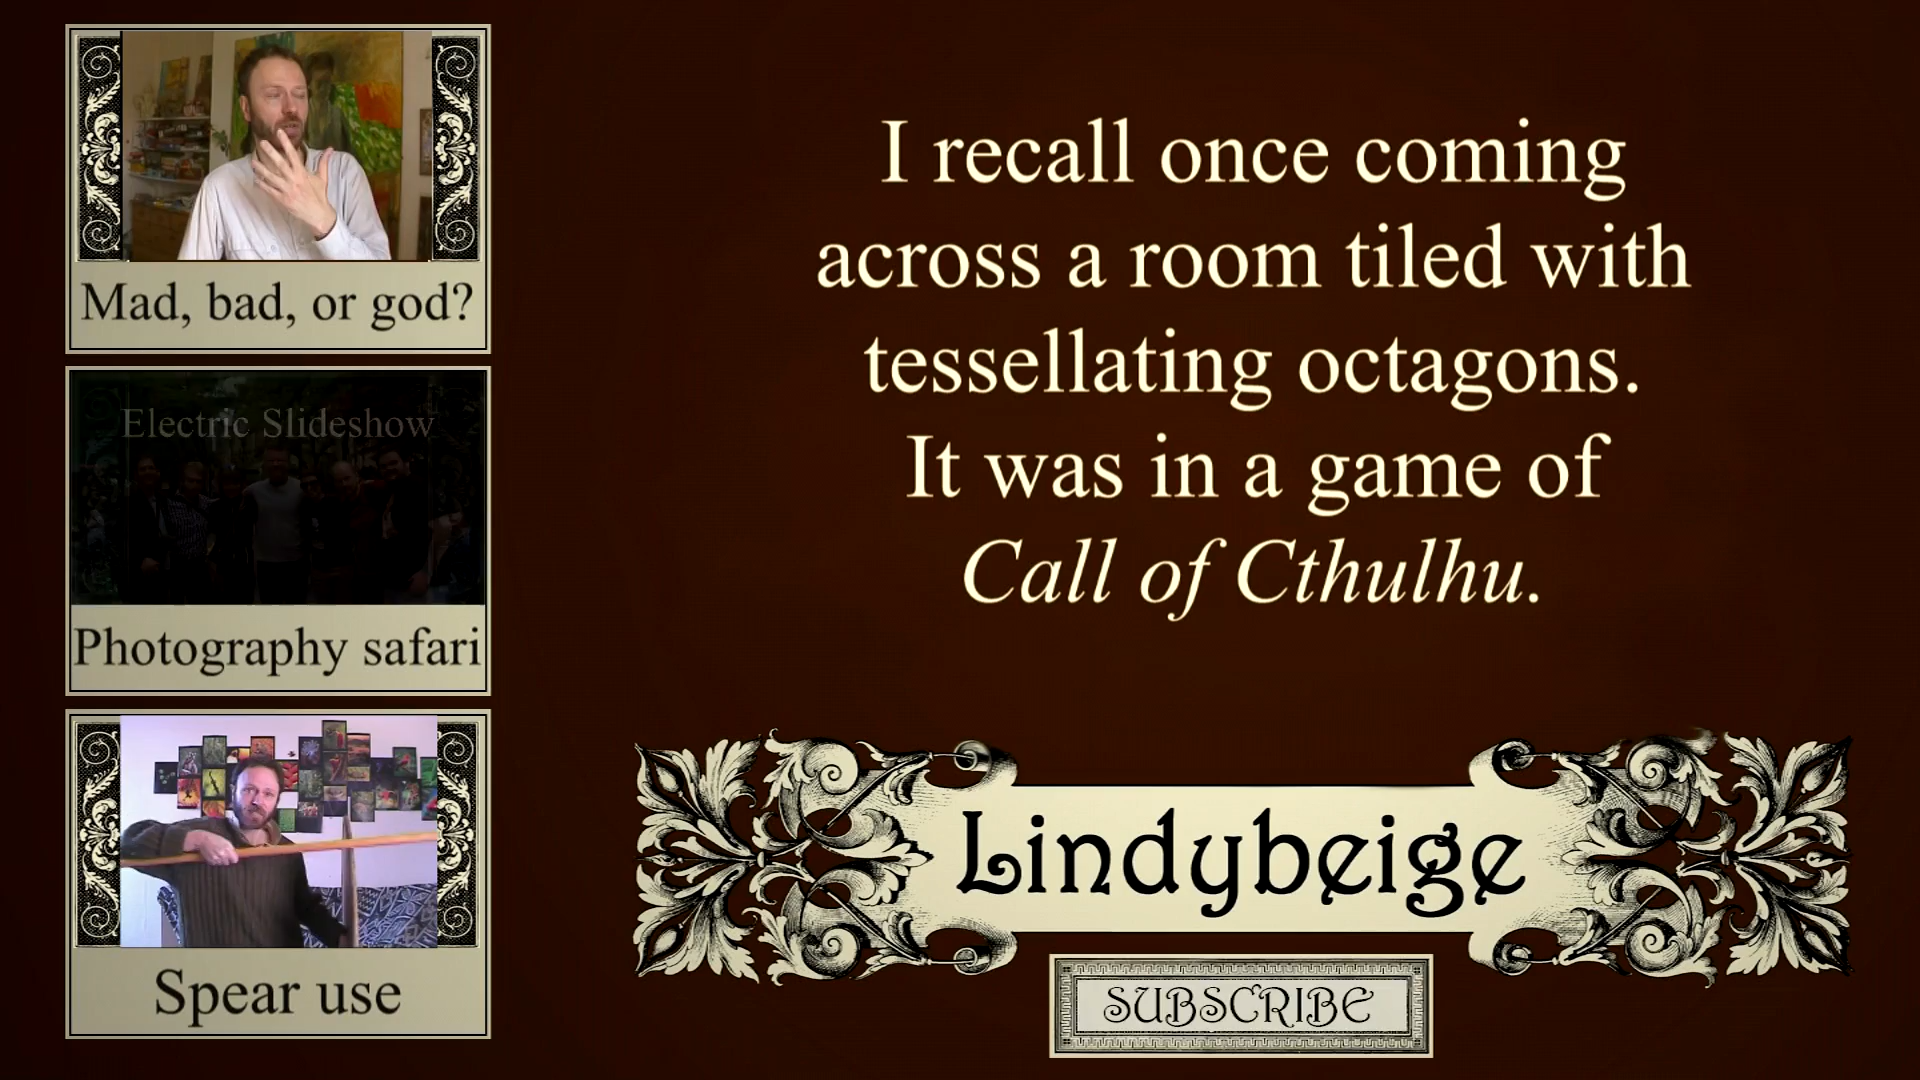 Mad, bad, or god?
Electric Slideshow
Photography safari
Spear use
I recall once coming
across a room tiled with
tessellating octagons.
It was in a game of
Call of Cthulhu.
Lindybeige
SUBSCRIBE